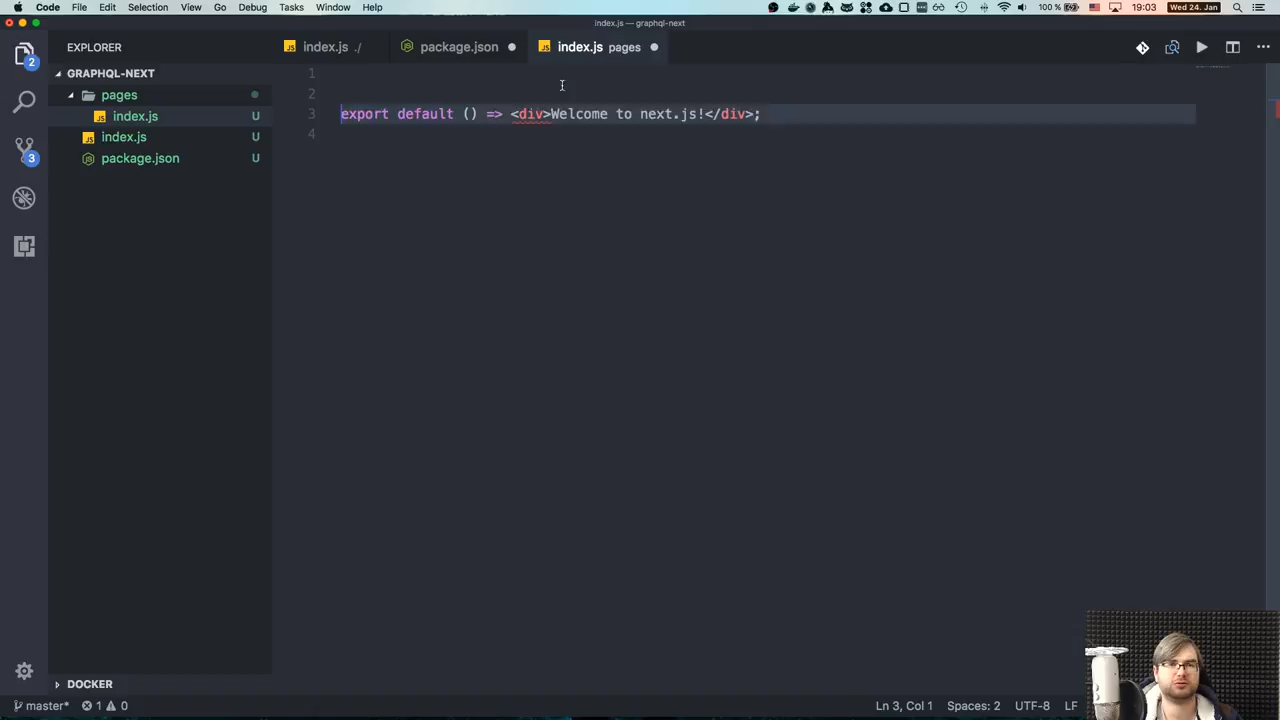 Code File Edit Selection View Go Debug Tasks Window Help 100 % 19:03 Wed 24. Jan
index.js — graphql-next
EXPLORER
index.js ./
package.json
index.js pages
GRAPHQL-NEXT
pages
index.js U
index.js U
package.json U
2
3
1
2
3 export default () => <div>Welcome to next.js!</div>;
4
DOCKER
master* 1 0 Ln 3, Col 1 Spaces: 2 UTF-8 LF